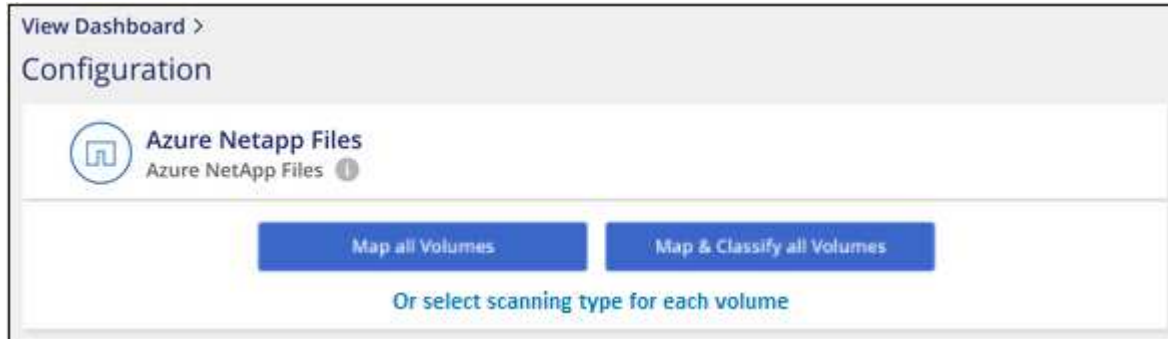 View Dashboard >
Configuration
Azure Netapp Files
Azure NetApp Files i
Map all Volumes
Map & Classify all Volumes
Or select scanning type for each volume